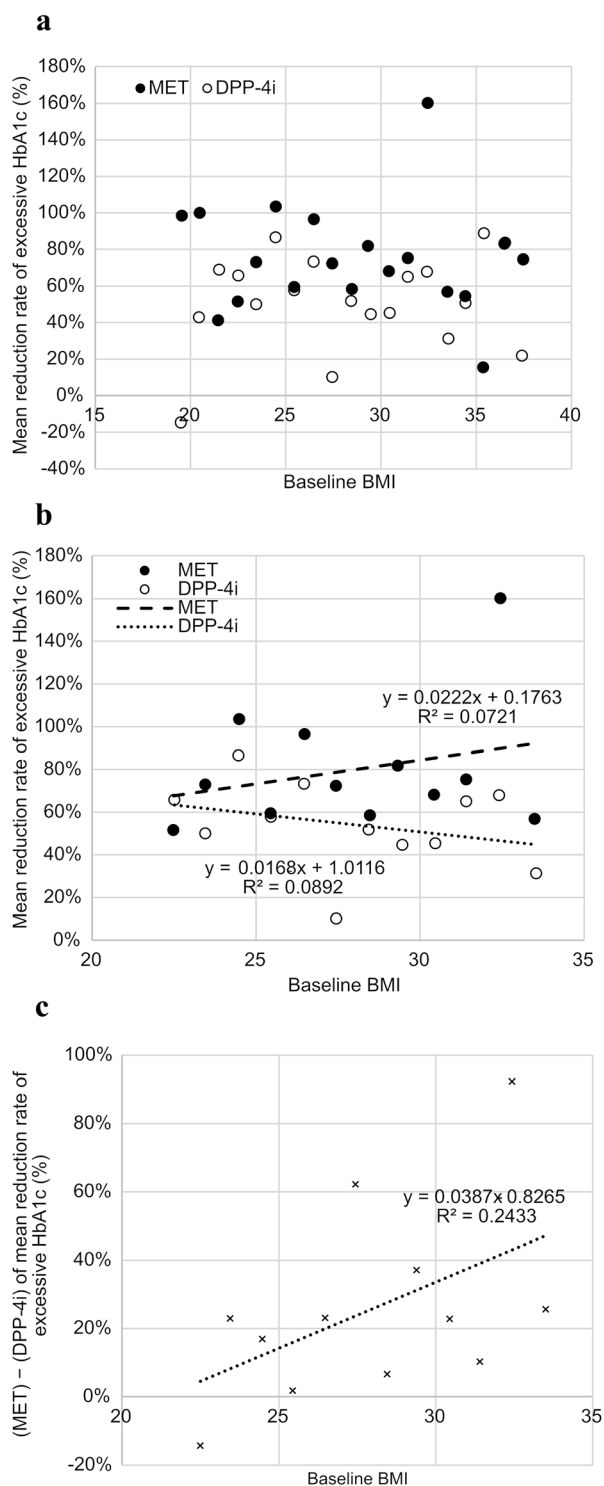 a
Mean reduction rate of excessive HbA1c (%)
180%
160%
140%
120%
100%
80%
60%
40%
20%
0%
-20%
-40%
MET DPP-4i
15 20 25 30 35 40
Baseline BMI
b
Mean reduction rate of excessive HbA1c (%)
180%
160%
140%
120%
100%
80%
60%
40%
20%
0%
MET
DPP-4i
MET
DPP-4i
y = 0.0222x + 0.1763
R² = 0.0721
y = 0.0168x + 1.0116
R² = 0.0892
20 25 30 35
Baseline BMI
c
(MET) − (DPP-4i) of mean reduction rate of
excessive HbA1c (%)
100%
80%
60%
40%
20%
0%
-20%
y = 0.0387x - 0.8265
R² = 0.2433
20 25 30 35
Baseline BMI